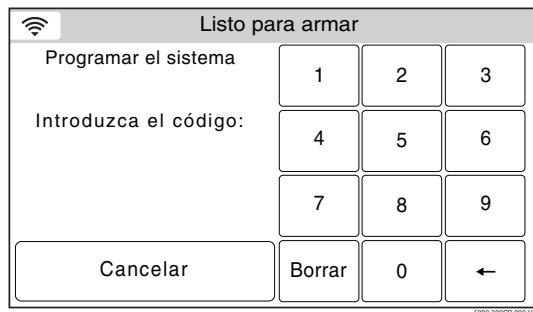 Listo para armar
Programar el sistema
Introduzca el código:
1 2 3
4 5 6
7 8 9
Cancelar Borrar 0 ←